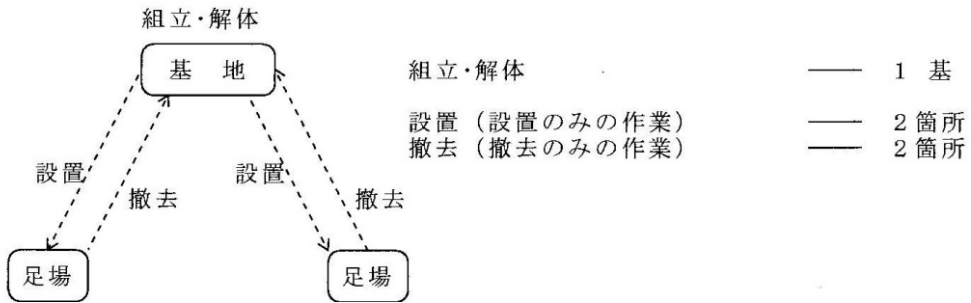 組立・解体
基 地
組立・解体 —— 1 基
設置（設置のみの作業） —— 2箇所
撤去（撤去のみの作業） —— 2箇所
設置
撤去
設置
撤去
足場
足場